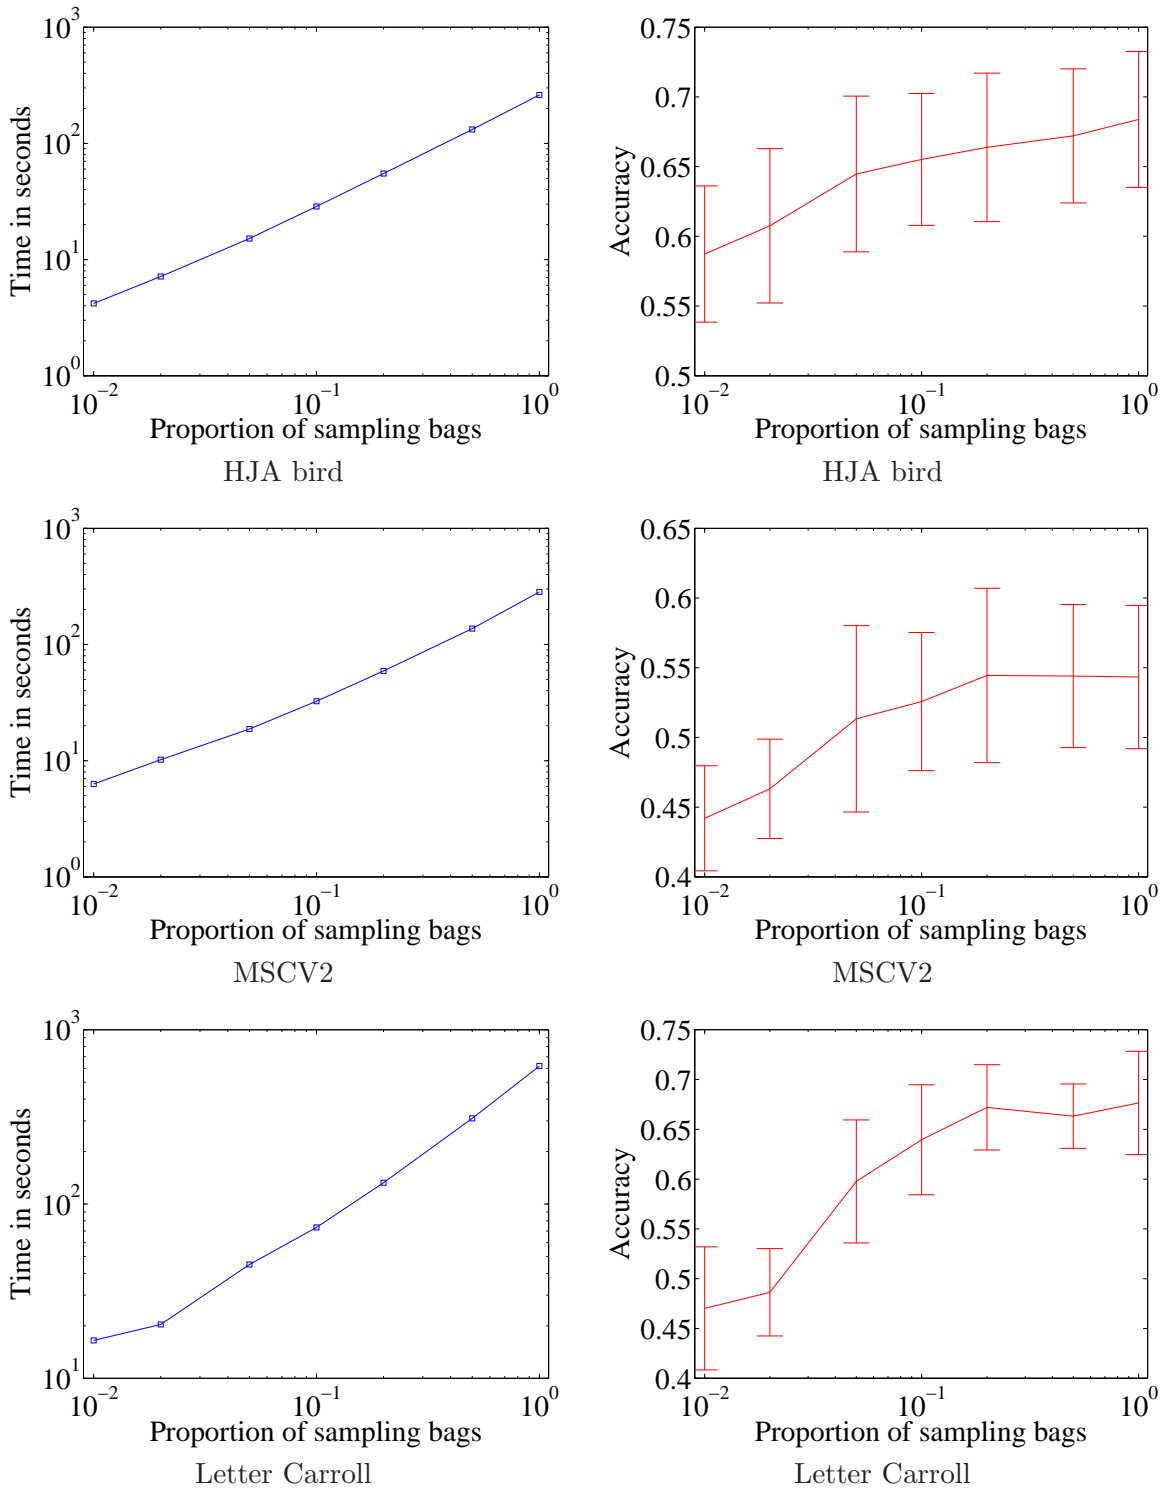 10^3
10^2
10^1
10^0
Time in seconds
10^−2
10^−1
10^0
Proportion of sampling bags
HJA bird
0.75
0.7
0.65
0.6
0.55
0.5
Accuracy
10^−2
10^−1
10^0
Proportion of sampling bags
HJA bird
10^3
10^2
10^1
10^0
Time in seconds
10^−2
10^−1
10^0
Proportion of sampling bags
MSCV2
0.65
0.6
0.55
0.5
0.45
0.4
Accuracy
10^−2
10^−1
10^0
Proportion of sampling bags
MSCV2
10^3
10^2
10^1
Time in seconds
10^−2
10^−1
10^0
Proportion of sampling bags
Letter Carroll
0.75
0.7
0.65
0.6
0.55
0.5
0.45
0.4
Accuracy
10^−2
10^−1
10^0
Proportion of sampling bags
Letter Carroll